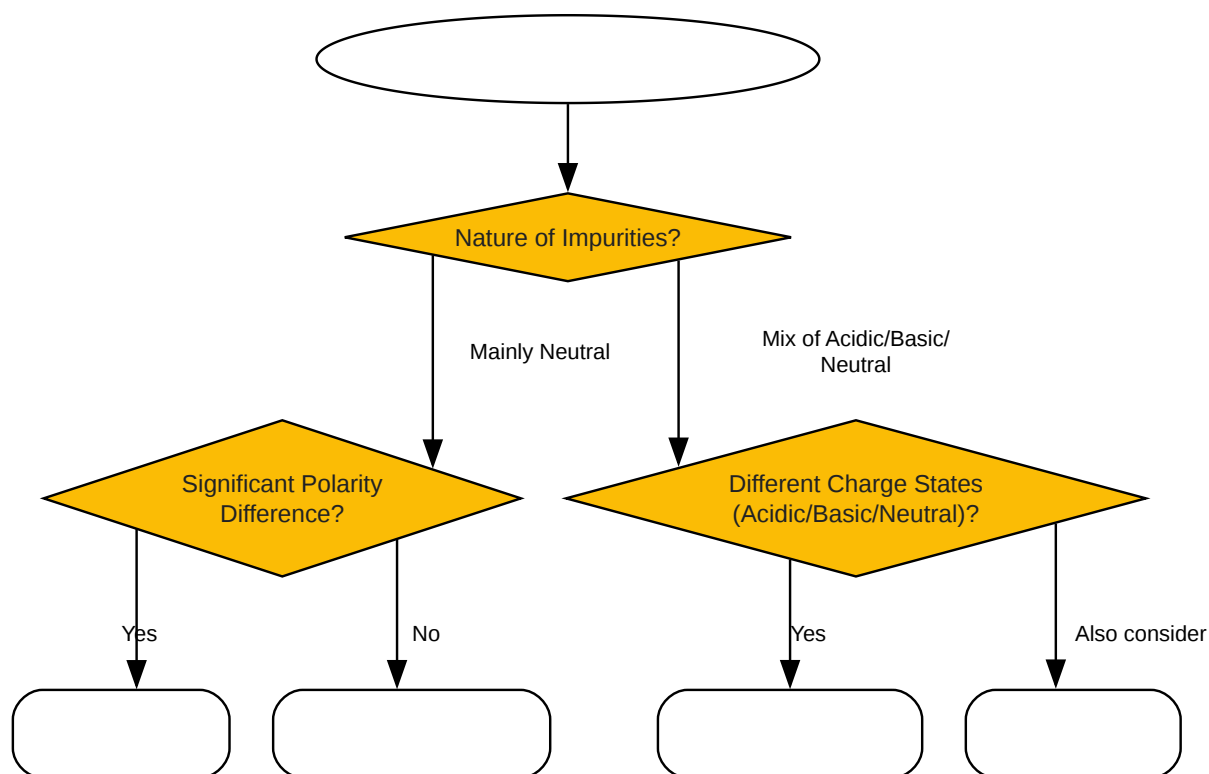 Nature of Impurities?
Mainly Neutral
Mix of Acidic/Basic/
Neutral
Significant Polarity
Difference?
Different Charge States
(Acidic/Basic/Neutral)?
Yes
No
Yes
Also consider